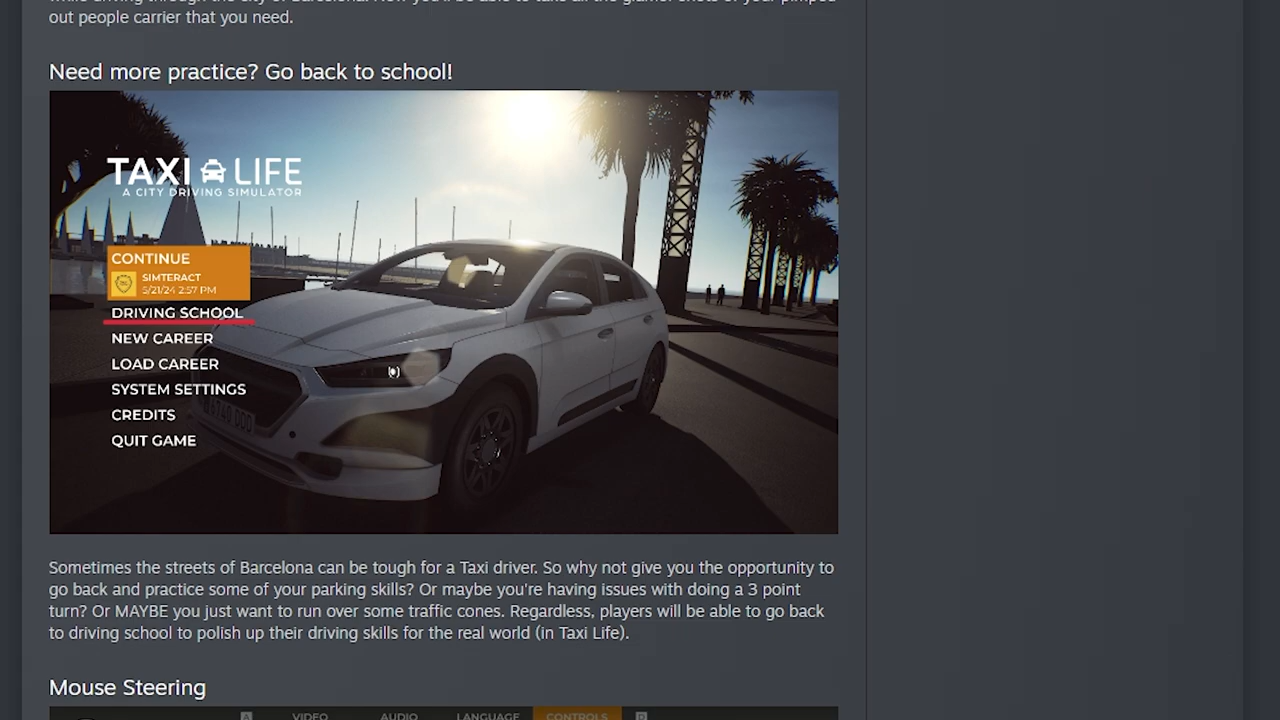 out people carrier that you need.
Need more practice? Go back to school!
TAXI LIFE
A CITY DRIVING SIMULATOR
CONTINUE
SIMTERACT
5/21/24 2:57 PM
DRIVING SCHOOL
NEW CAREER
LOAD CAREER
SYSTEM SETTINGS
CREDITS
QUIT GAME
Sometimes the streets of Barcelona can be tough for a Taxi driver. So why not give you the opportunity to
go back and practice some of your parking skills? Or maybe you're having issues with doing a 3 point
turn? Or MAYBE you just want to run over some traffic cones. Regardless, players will be able to go back
to driving school to polish up their driving skills for the real world (in Taxi Life).
Mouse Steering
A VIDEO AUDIO LANGUAGE CONTROLS D